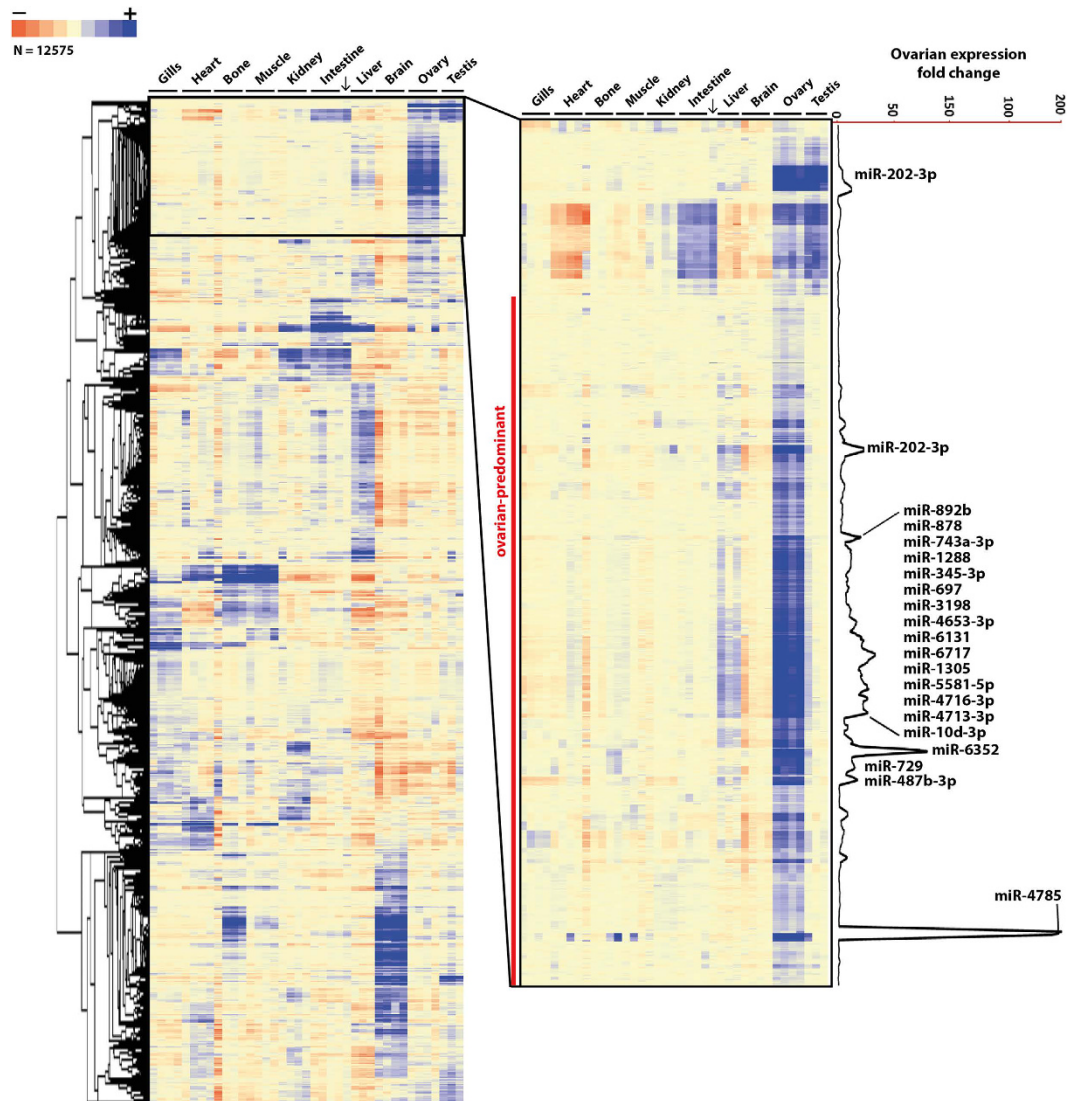 − +
N = 12575
Gills Heart Bone Muscle Kidney Intestine Liver Brain Ovary Testis
Gills Heart Bone Muscle Kidney Intestine Liver Brain Ovary Testis
Ovarian expression
fold change
0 50 150 100 200
ovarian-predominant
miR-202-3p
miR-202-3p
miR-892b
miR-878
miR-743a-3p
miR-1288
miR-345-3p
miR-697
miR-3198
miR-4653-3p
miR-6131
miR-6717
miR-1305
miR-5581-5p
miR-4716-3p
miR-4713-3p
miR-10d-3p
miR-6352
miR-729
miR-487b-3p
miR-4785